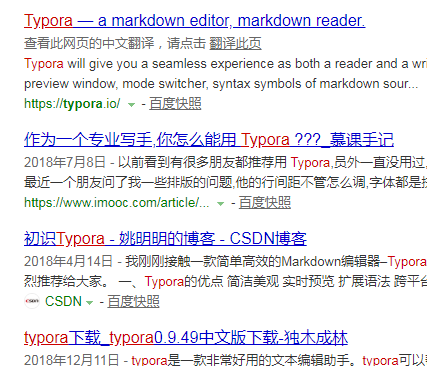 Typora — a markdown editor, markdown reader.
查看此网页的中文翻译，请点击 翻译此页
Typora will give you a seamless experience as both a reader and a wri
preview window, mode switcher, syntax symbols of markdown sour...
https://typora.io/ - 百度快照
作为一个专业写手,你怎么能用 Typora ???_慕课手记
2018年7月8日 - 以前看到有很多朋友都推荐用 Typora,员外一直没用过,
最近一个朋友问了我一些排版的问题,他的行间距不管怎么调,字体都是挂
https://www.imooc.com/article/... - 百度快照
初识Typora - 姚明明的博客 - CSDN博客
2018年4月14日 - 我刚刚接触一款简单高效的Markdown编辑器–Typora
烈推荐给大家。 一、Typora的优点 简洁美观 实时预览 扩展语法 跨平台
CSDN CSDN - 百度快照
typora下载_typora0.9.49中文版下载-独木成林
2018年12月11日 - typora是一款非常好用的文本编辑助手。typora可以